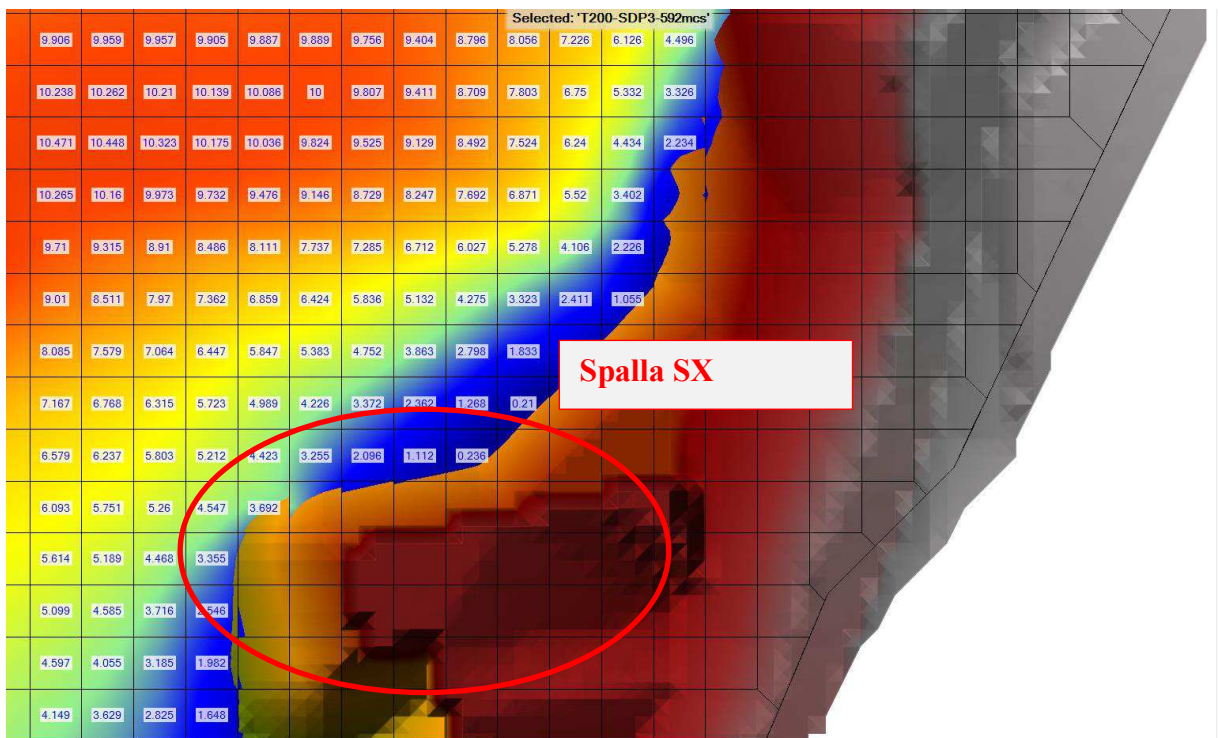 Selected: 'T200-SDP3-592mcs'
9.906 9.959 9.957 9.905 9.887 9.889 9.756 9.404 8.796 8.056 7.226 6.126 4.496
10.238 10.262 10.21 10.139 10.086 10 9.807 9.411 8.709 7.803 6.75 5.332 3.326
10.471 10.448 10.323 10.175 10.036 9.824 9.525 9.129 8.492 7.524 6.24 4.434 2.234
10.265 10.16 9.973 9.732 9.476 9.146 8.729 8.247 7.692 6.871 5.52 3.402
9.71 9.315 8.91 8.486 8.111 7.737 7.285 6.712 6.027 5.278 4.106 2.226
9.01 8.511 7.97 7.362 6.859 6.424 5.836 5.132 4.275 3.323 2.411 1.055
8.085 7.579 7.064 6.447 5.847 5.383 4.752 3.863 2.798 1.833
Spalla SX
7.167 6.768 6.315 5.723 4.989 4.226 3.372 2.362 1.268 0.21
6.579 6.237 5.803 5.212 4.423 3.255 2.096 1.112 0.236
6.093 5.751 5.26 4.547 3.692
5.614 5.189 4.468 3.355
5.099 4.585 3.716 2.546
4.597 4.055 3.185 1.982
4.149 3.629 2.825 1.648